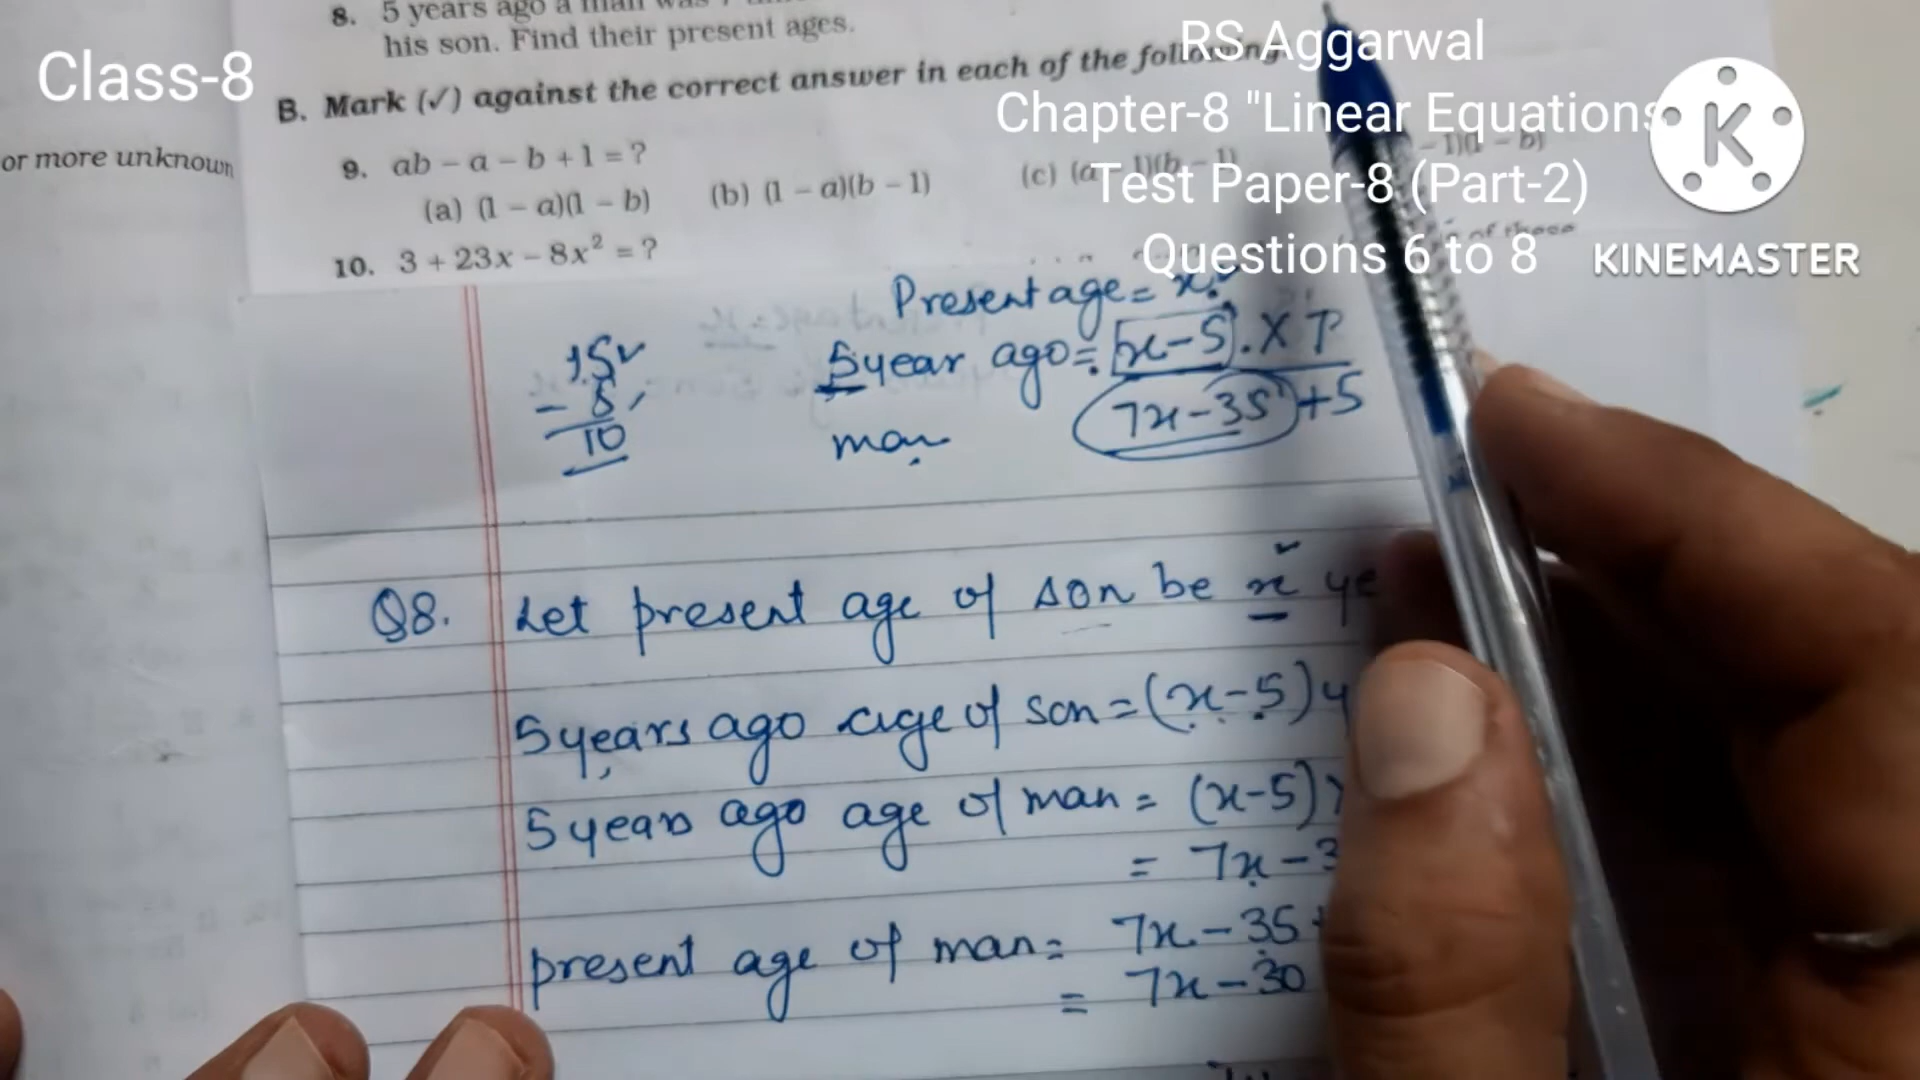 8. 5 years ago a man was 7
his son. Find their present ages.
B. Mark (✓) against the correct answer in each of the following:
9. ab – a – b + 1 = ?
(a) (1 – a)(1 – b) (b) (1 – a)(b – 1) (c) (a – 1)(b – 1)
10. 3 + 23x – 8x² = ?
or more unknown
Class-8
RS Aggarwal
Chapter-8 "Linear Equations
Test Paper-8 (Part-2)
Questions 6 to 8
K
KINEMASTER
Present age = x
5year ago = x-5 . X 7
man 7x-35 +5
15
- 5
10
Q8. Let present age of son be x ye
5years ago age of son = (x-5) y
5years ago age of man = (x-5)
= 7x-3
present age of man = 7x-35 +
= 7x-30